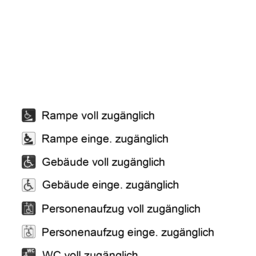 Rampe voll zugänglich
Rampe einge. zugänglich
Gebäude voll zugänglich
Gebäude einge. zugänglich
Personenaufzug voll zugänglich
Personenaufzug einge. zugänglich
WC voll zugänglich